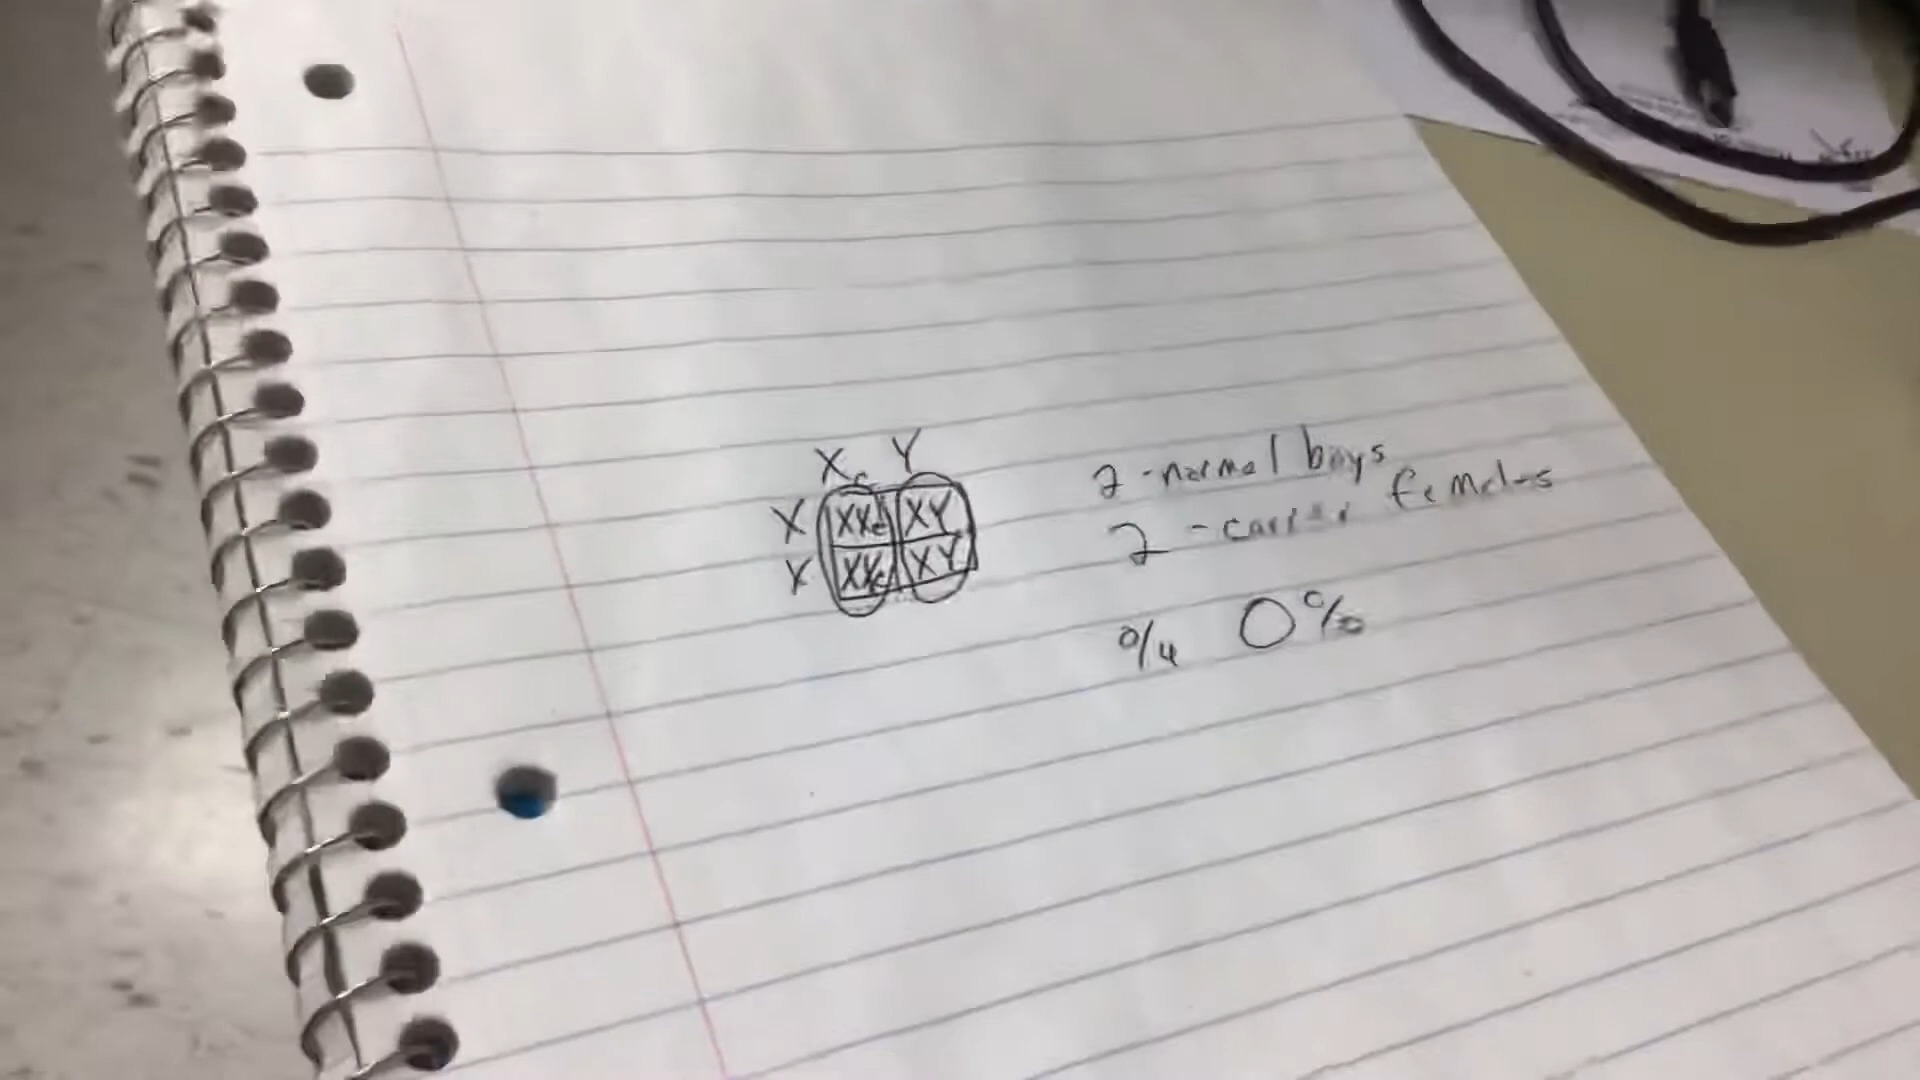 Xc Y
X XXc XY
X XXc XY
2 - normal boys
2 - carrier females
0/4 0%